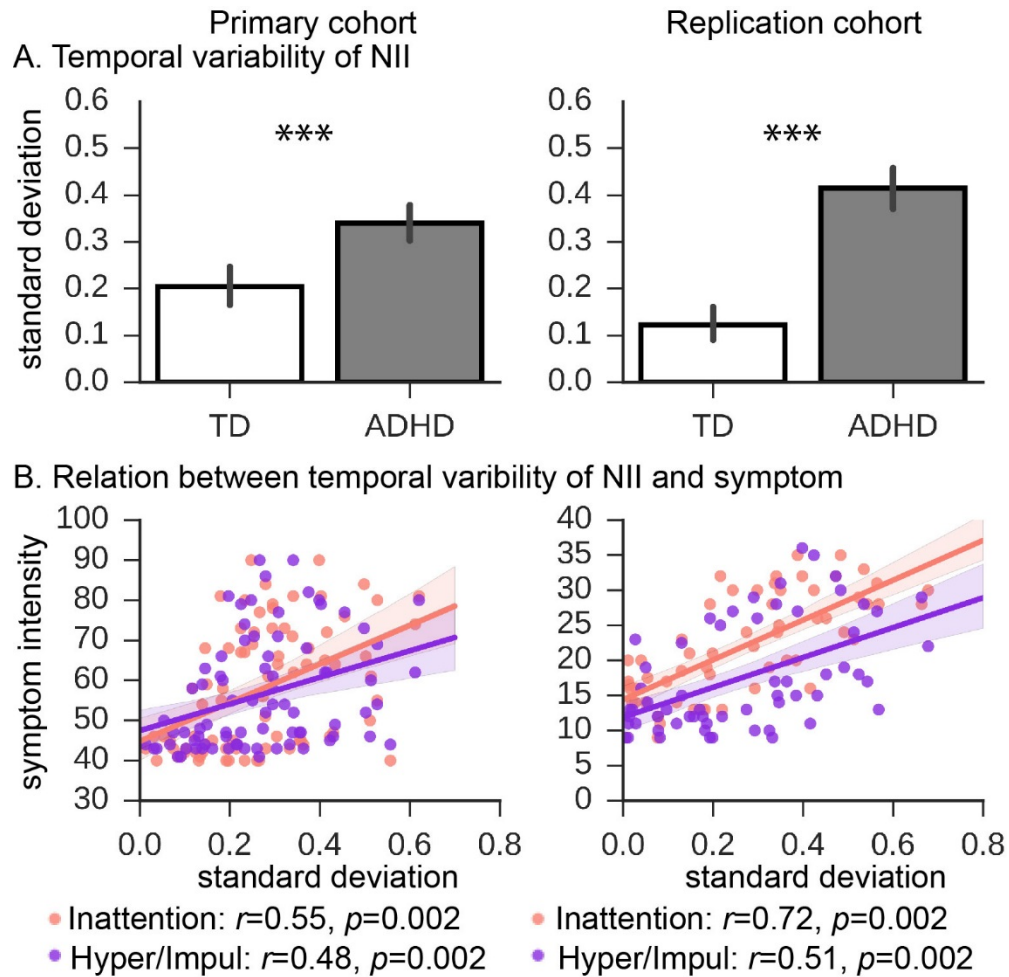 Primary cohort
Replication cohort
A. Temporal variability of NII
standard deviation
0.6
0.5
0.4
0.3
0.2
0.1
0.0
***
TD
ADHD
0.6
0.5
0.4
0.3
0.2
0.1
0.0
***
TD
ADHD
B. Relation between temporal varibility of NII and symptom
symptom intensity
100
90
80
70
60
50
40
30
0.0
0.2
0.4
0.6
0.8
standard deviation
40
35
30
25
20
15
10
5
0
0.0
0.2
0.4
0.6
0.8
standard deviation
Inattention: r=0.55, p=0.002
Hyper/Impul: r=0.48, p=0.002
Inattention: r=0.72, p=0.002
Hyper/Impul: r=0.51, p=0.002